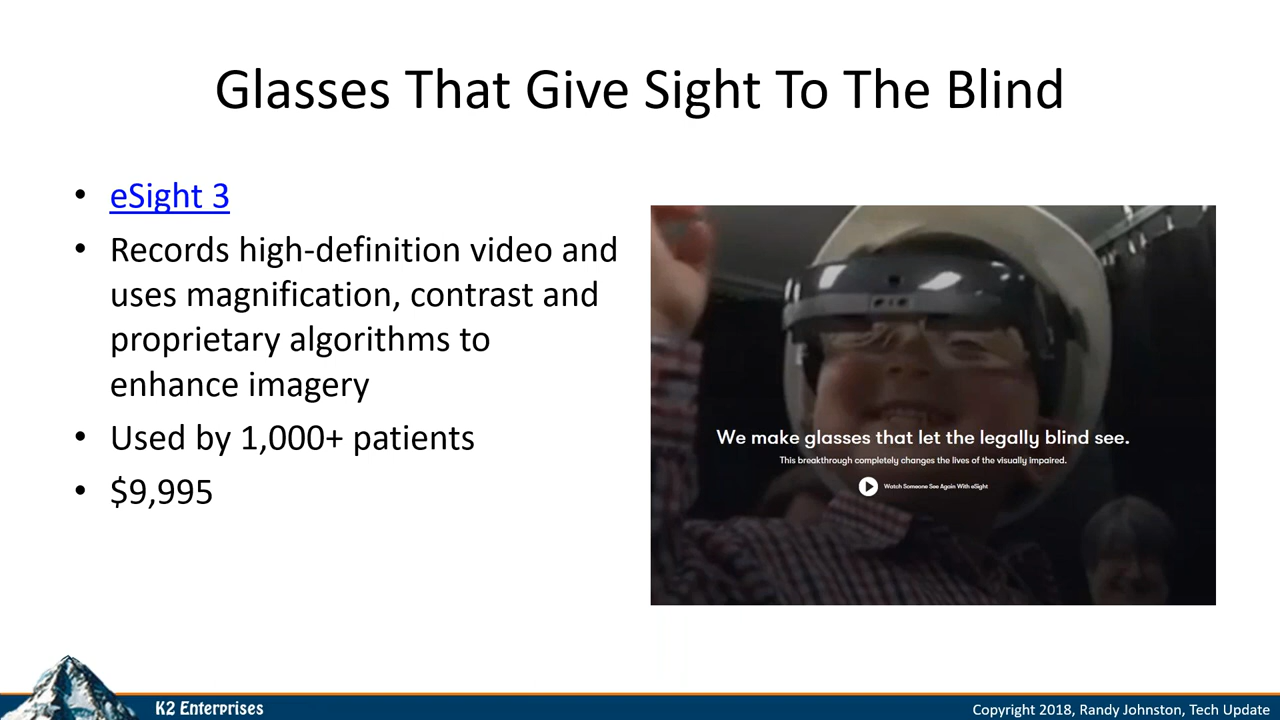 Glasses That Give Sight To The Blind
• eSight 3
• Records high-definition video and
uses magnification, contrast and
proprietary algorithms to
enhance imagery
• Used by 1,000+ patients
• $9,995
We make glasses that let the legally blind see.
This breakthrough completely changes the lives of the visually impaired.
Watch Someone See Again With eSight
K2 Enterprises
Copyright 2018, Randy Johnston, Tech Update